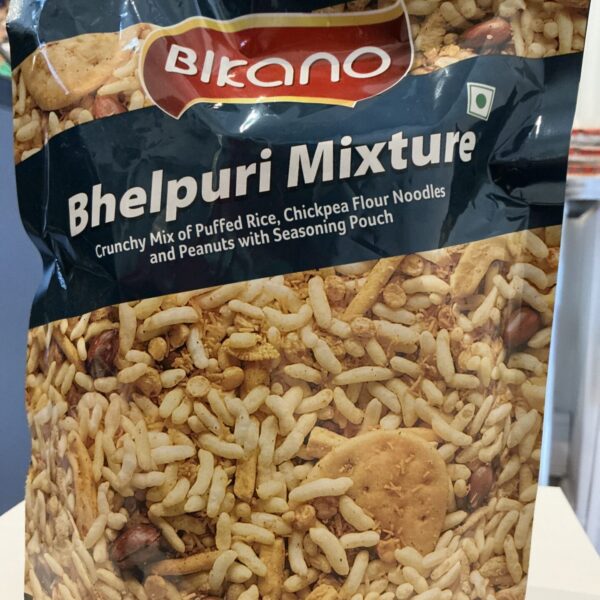 BIKANO
Bhelpuri Mixture
Crunchy Mix of Puffed Rice, Chickpea Flour Noodles
and Peanuts with Seasoning Pouch